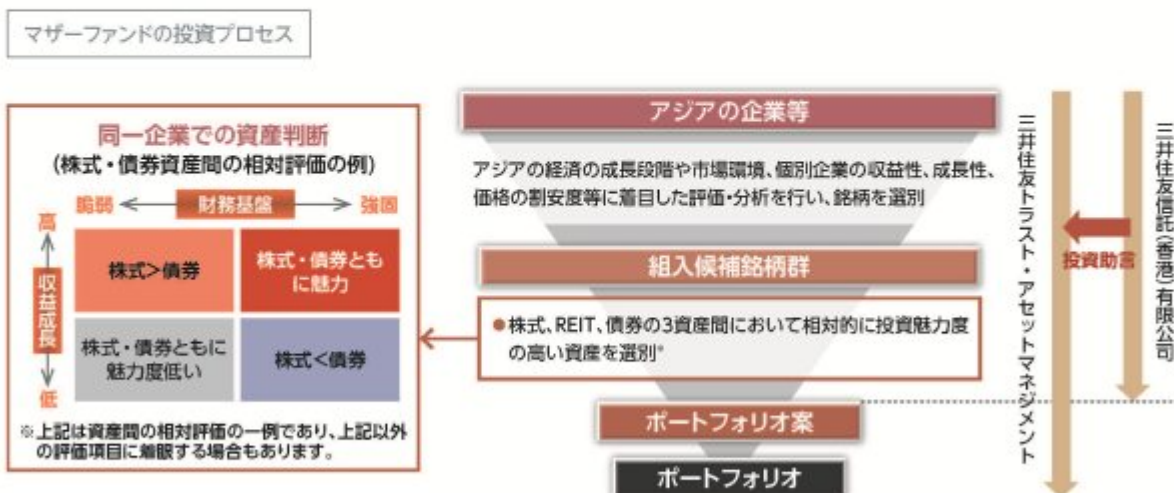 マザーファンドの投資プロセス
同一企業での資産判断
(株式・債券資産間の相対評価の例)
脆弱
財務基盤
強固
高
収益成長
低
株式>債券
株式・債券とも
に魅力
株式・債券ともに
魅力度低い
株式<債券
※上記は資産間の相対評価の一例であり、上記以外
の評価項目に着眼する場合もあります。
アジアの企業等
アジアの経済の成長段階や市場環境、個別企業の収益性、成長性、
価格の割安度等に着目した評価・分析を行い、銘柄を選別
組入候補銘柄群
●株式、REIT、債券の3資産間において相対的に投資魅力度
の高い資産を選別※
ポートフォリオ案
ポートフォリオ
三井住友トラスト・アセットマネジメント
投資助言
三井住友信託(香港)有限公司